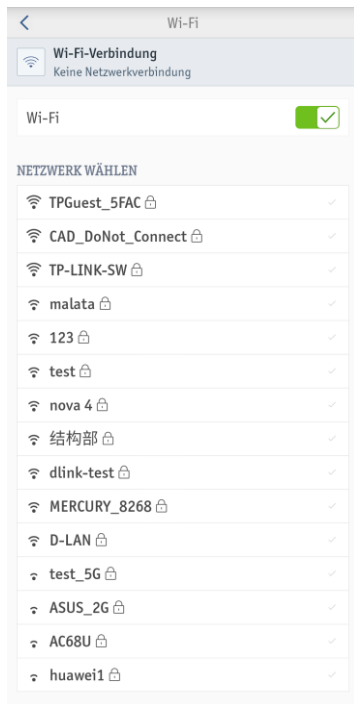 Wi-Fi
Wi-Fi-Verbindung
Keine Netzwerkverbindung
Wi-Fi
NETZWERK WÄHLEN
TPGuest_5FAC
CAD_DoNot_Connect
TP-LINK-SW
malata
123
test
nova 4
结构部
dlink-test
MERCURY_8268
D-LAN
test_5G
ASUS_2G
AC68U
huawei1